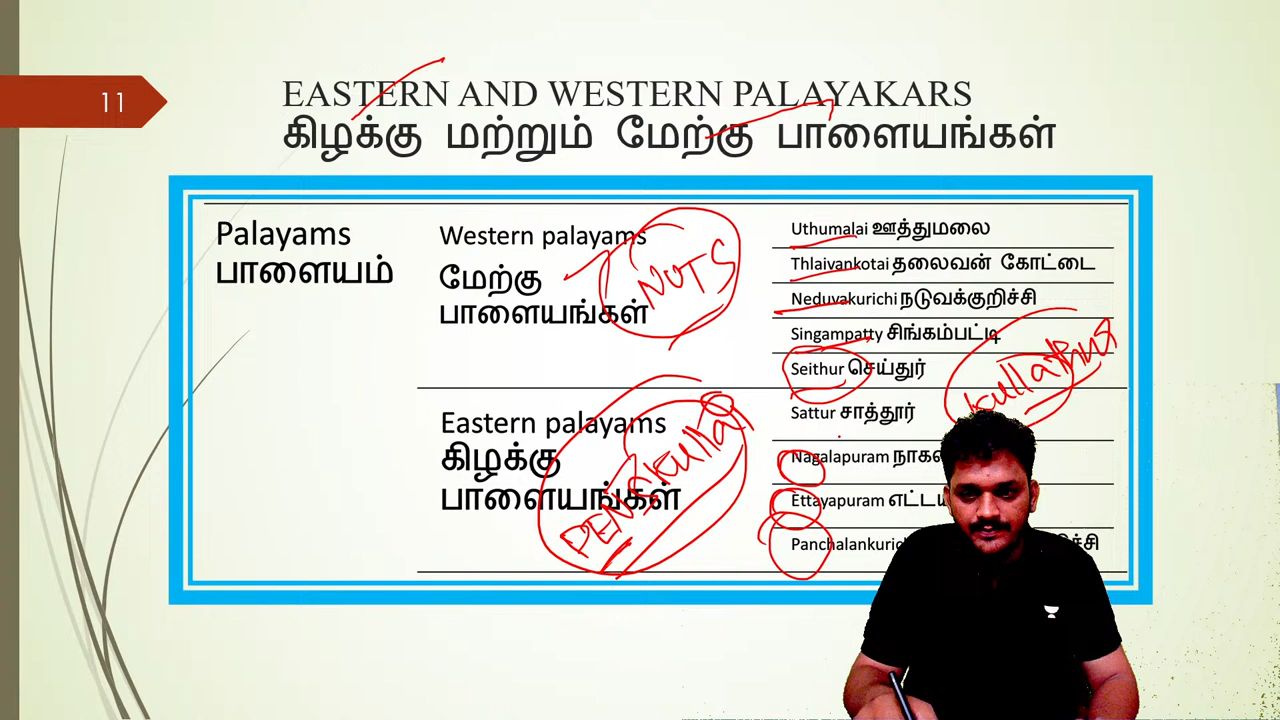 11
EASTERN AND WESTERN PALAYAKARS
கிழக்கு மற்றும் மேற்கு பாளையங்கள்
Palayams
பாளையம்
Western palayams
மேற்கு
பாளையங்கள்
NUTS
Uthumalai ஊத்துமலை
Thlaivankotai தலைவன் கோட்டை
Neduvakurichi நடுவக்குறிச்சி
Singampatty சிங்கம்பட்டி
Seithur செய்துர்
Eastern palayams
கிழக்கு
பாளையங்கள்
Sattur சாத்தூர்
Nagalapuram
Ettayapuram